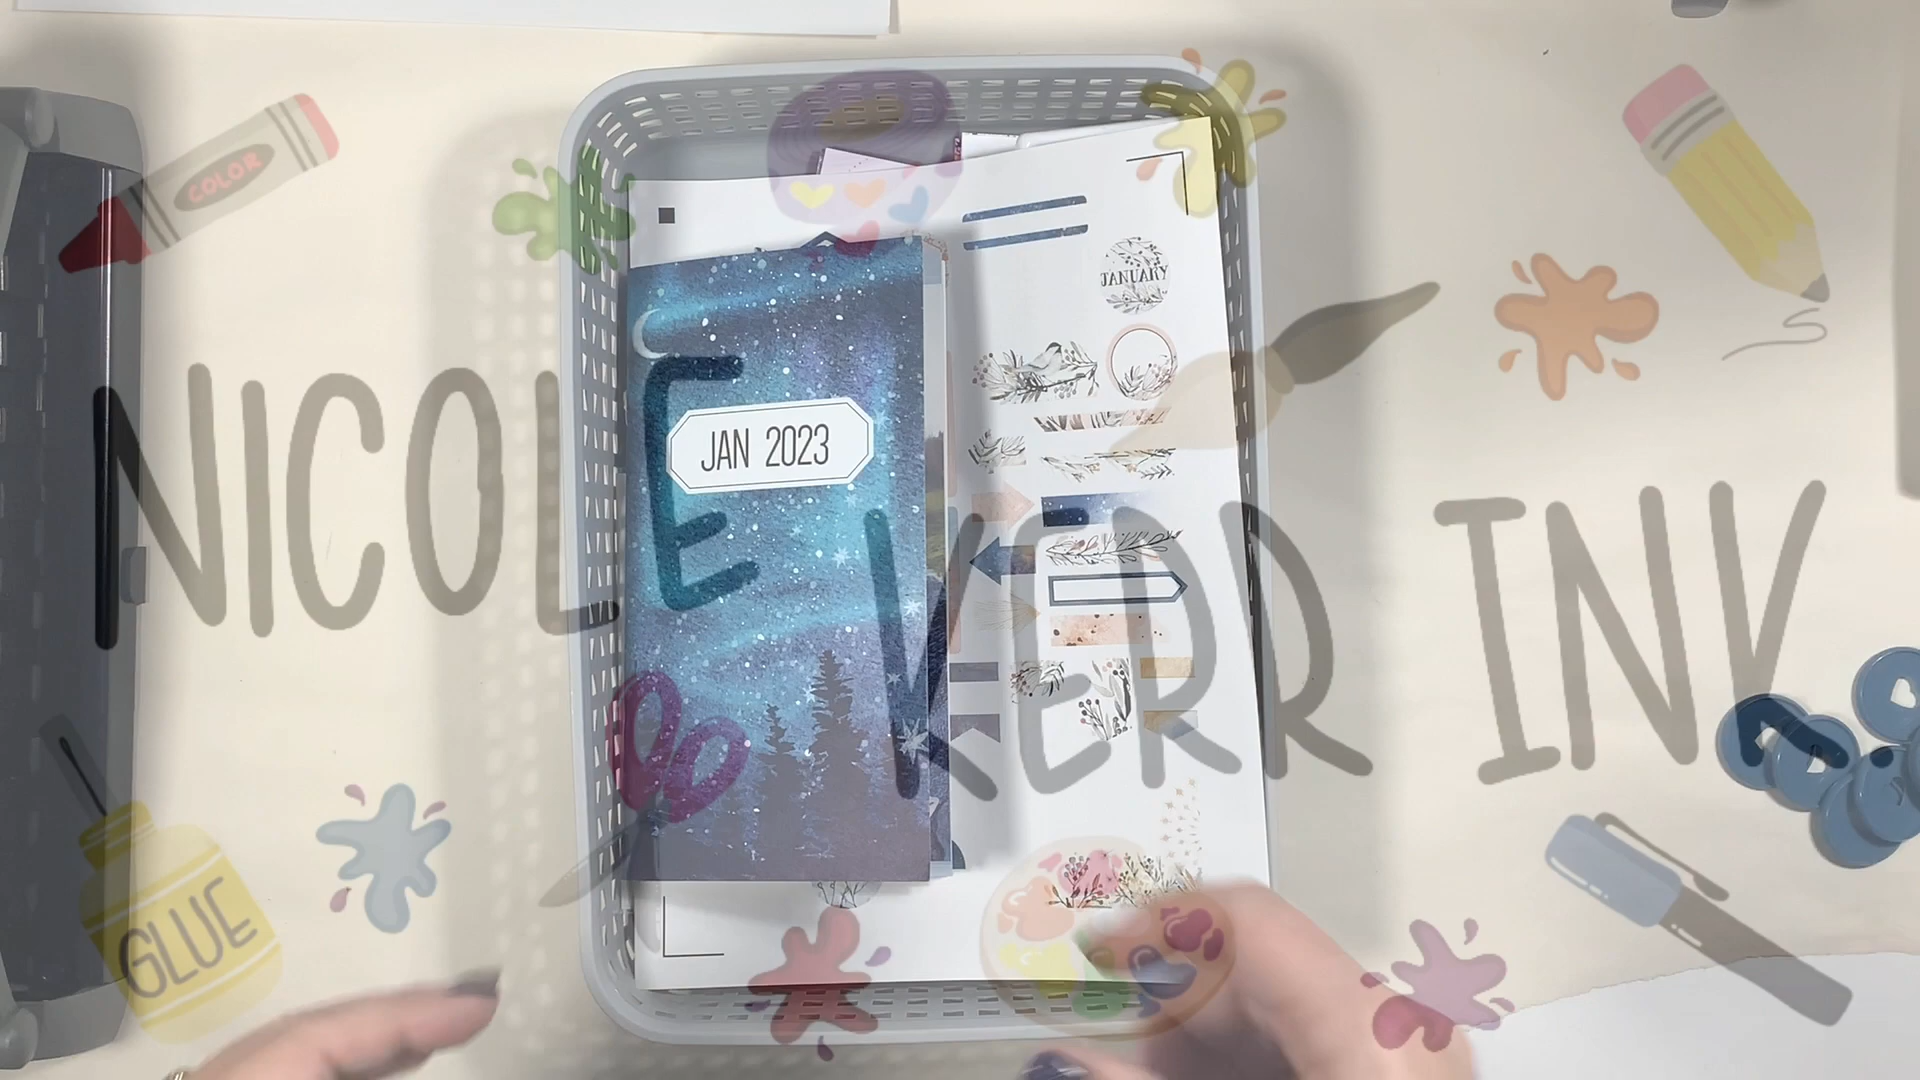 COLOR
JANUARY
JAN 2023
NICOLE KERR INK
GLUE